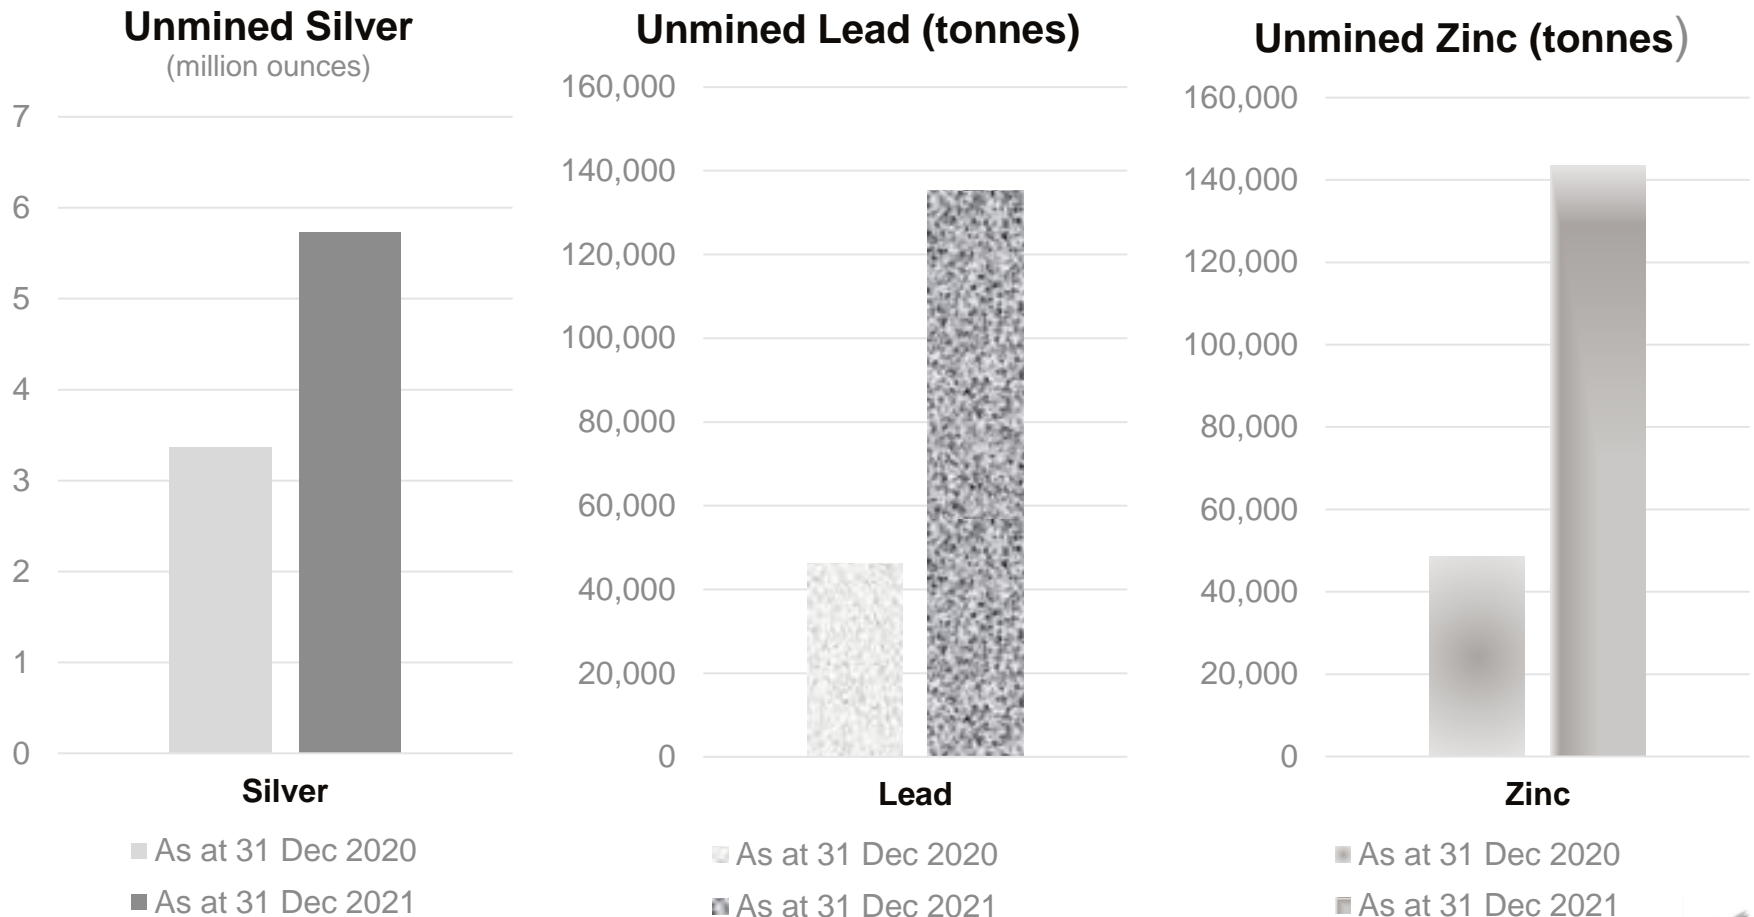 Unmined Silver
(million ounces)
7
6
5
4
3
2
1
0
Silver
As at 31 Dec 2020
As at 31 Dec 2021
Unmined Lead (tonnes)
160,000
140,000
120,000
100,000
80,000
60,000
40,000
20,000
0
Lead
As at 31 Dec 2020
As at 31 Dec 2021
Unmined Zinc (tonnes)
160,000
140,000
120,000
100,000
80,000
60,000
40,000
20,000
0
Zinc
As at 31 Dec 2020
As at 31 Dec 2021